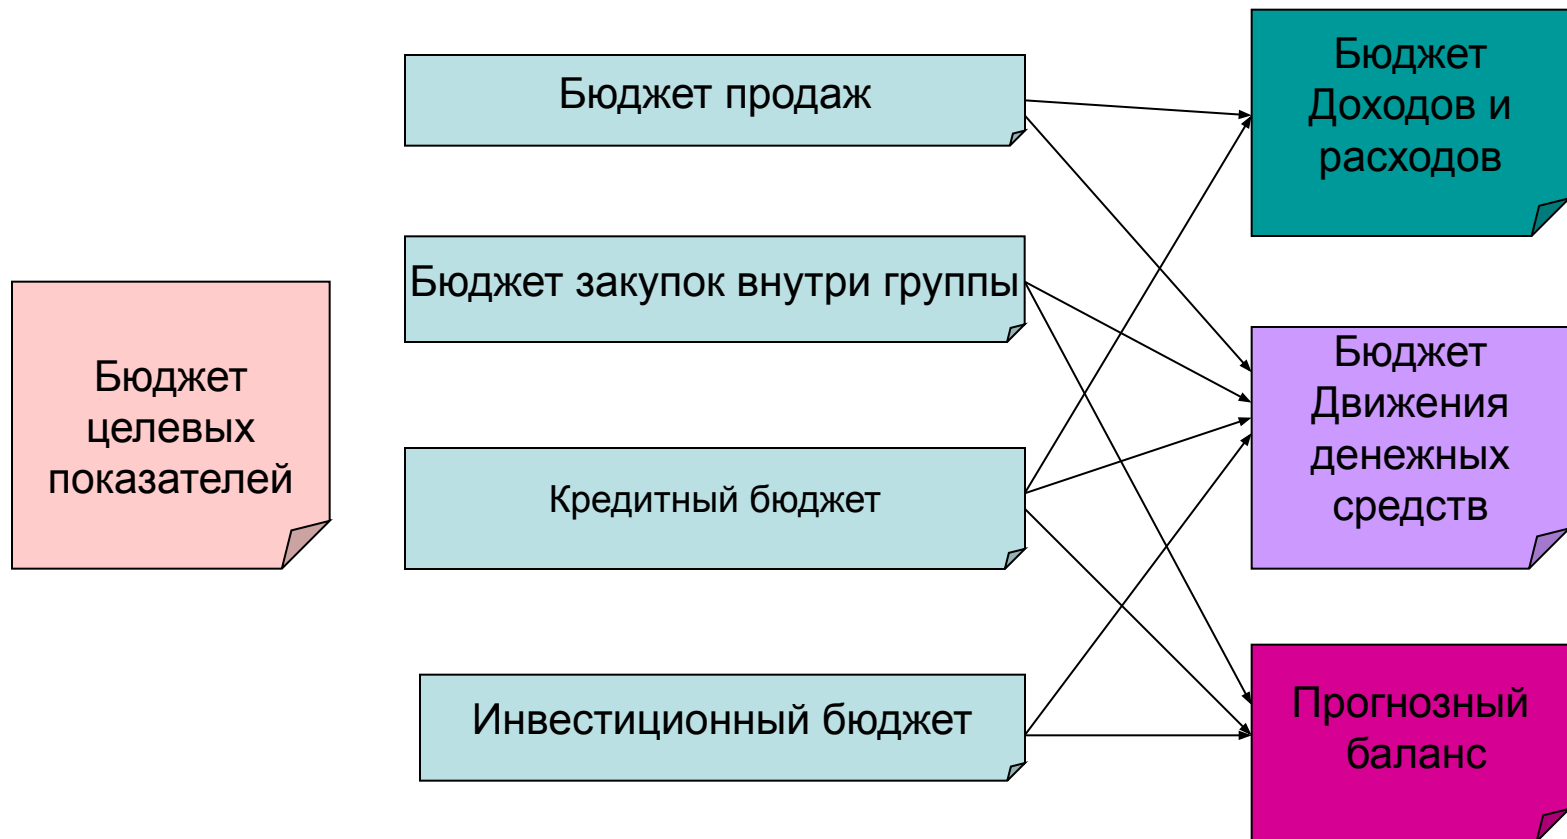 Бюджет
целевых
показателей
Бюджет продаж
Бюджет закупок внутри группы
Кредитный бюджет
Инвестиционный бюджет
Бюджет
Доходов и
расходов
Бюджет
Движения
денежных
средств
Прогнозный
баланс